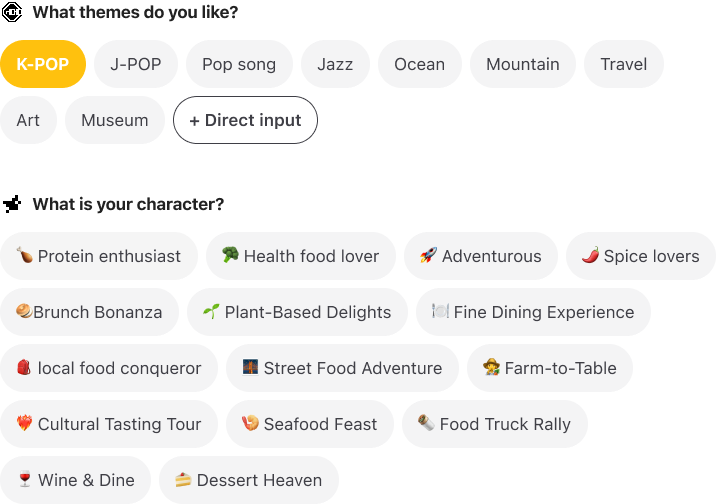 What themes do you like?
K-POP J-POP Pop song Jazz Ocean Mountain Travel
Art Museum + Direct input
What is your character?
Protein enthusiast Health food lover Adventurous Spice lovers
Brunch Bonanza Plant-Based Delights Fine Dining Experience
local food conqueror Street Food Adventure Farm-to-Table
Cultural Tasting Tour Seafood Feast Food Truck Rally
Wine & Dine Dessert Heaven